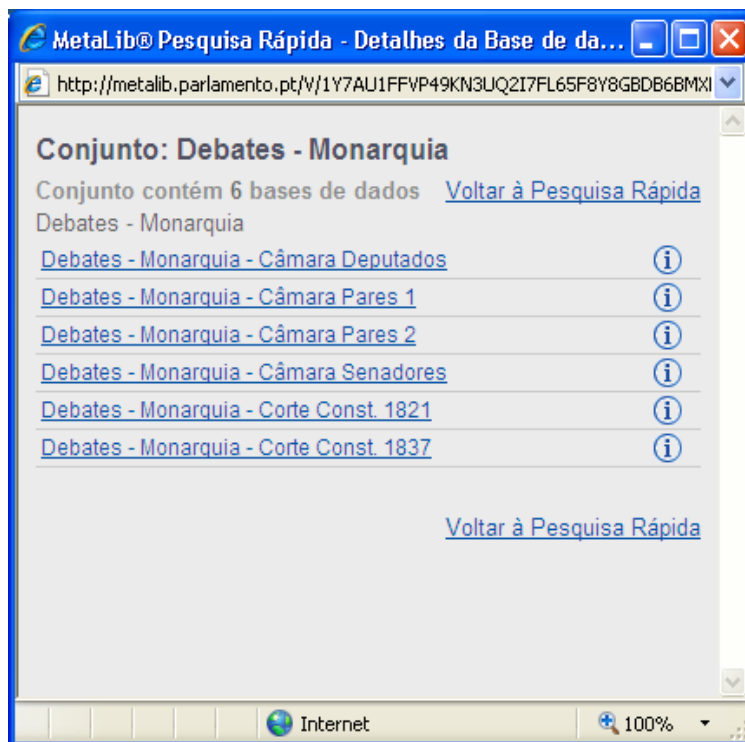 MetaLib® Pesquisa Rápida - Detalhes da Base de da...
http://metalib.parlamento.pt/V/1Y7AU1FFVP49KN3UQ2I7FL65F8Y8GBDB6BMXI
Conjunto: Debates - Monarquia
Conjunto contém 6 bases de dados Voltar à Pesquisa Rápida
Debates - Monarquia
Debates - Monarquia - Câmara Deputados
Debates - Monarquia - Câmara Pares 1
Debates - Monarquia - Câmara Pares 2
Debates - Monarquia - Câmara Senadores
Debates - Monarquia - Corte Const. 1821
Debates - Monarquia - Corte Const. 1837
Voltar à Pesquisa Rápida
Internet 100%